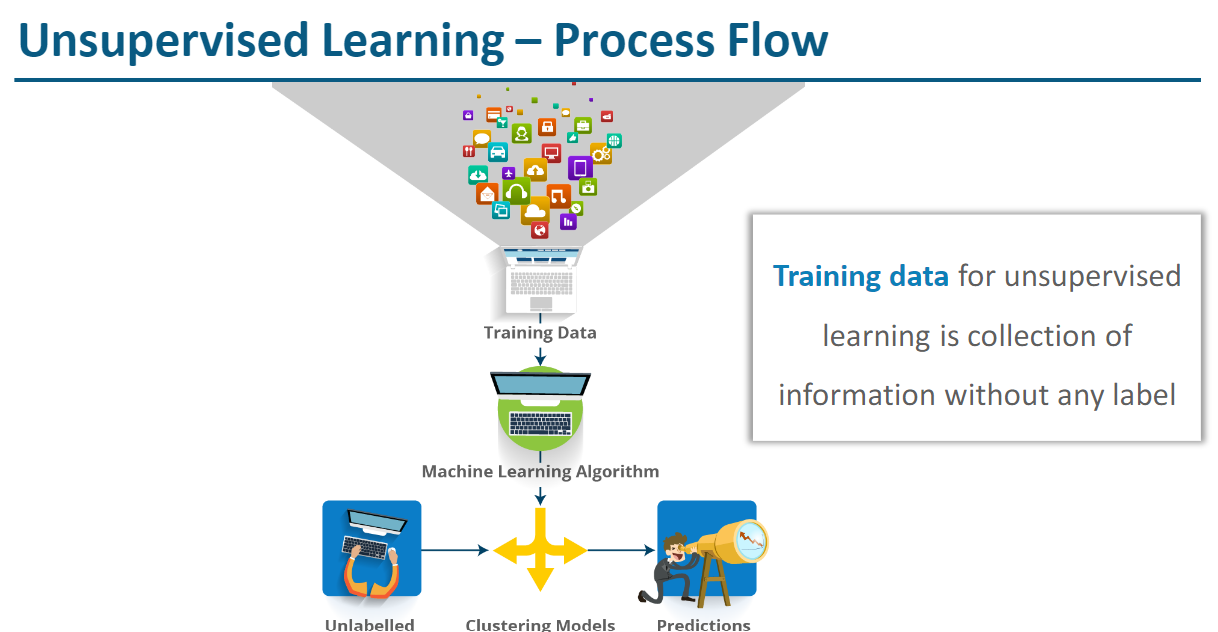 Unsupervised Learning – Process Flow
Training Data
Training data for unsupervised
learning is collection of
information without any label
Machine Learning Algorithm
Unlabelled
Clustering Models
Predictions